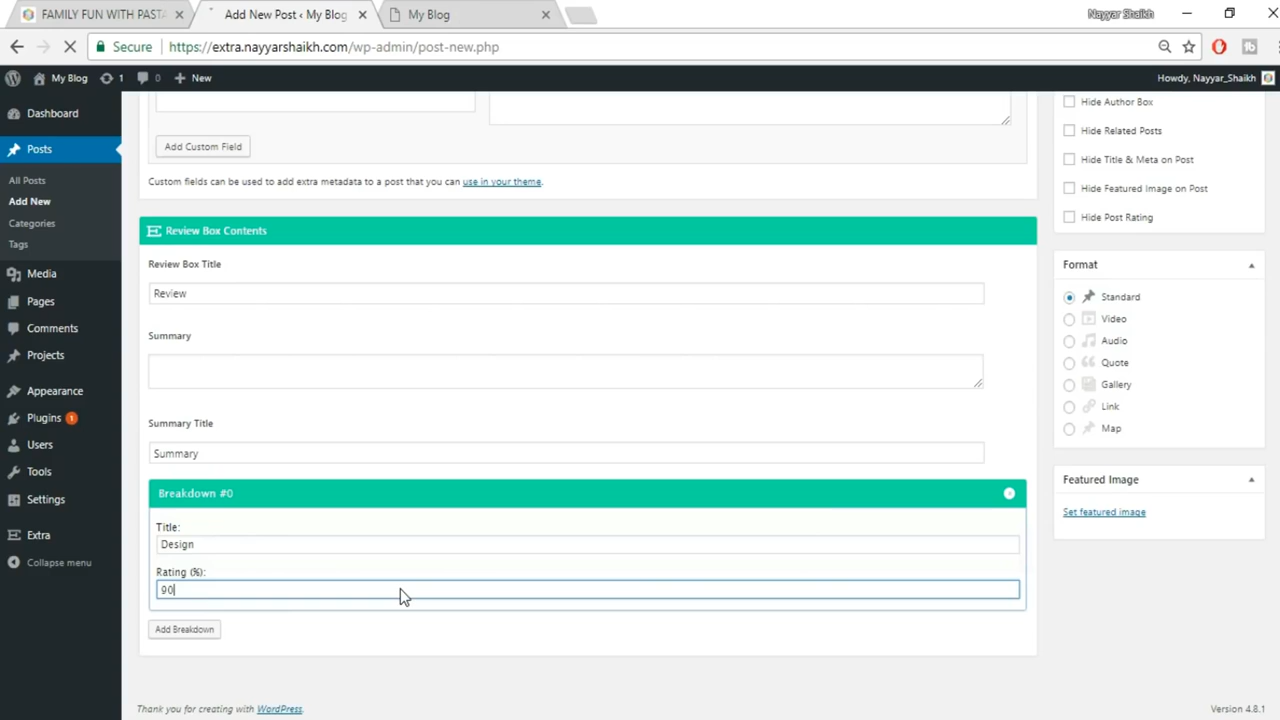 FAMILY FUN WITH PASTA
Add New Post ‹ My Blog
My Blog
Nayyar Shaikh
Secure
https://extra.nayyarshaikh.com/wp-admin/post-new.php
My Blog
1
0
New
Howdy, Nayyar_Shaikh
Dashboard
Posts
All Posts
Add New
Categories
Tags
Media
Pages
Comments
Projects
Appearance
Plugins 1
Users
Tools
Settings
Extra
Collapse menu
Add Custom Field
Custom fields can be used to add extra metadata to a post that you can use in your theme.
Review Box Contents
Review Box Title
Review
Summary
Summary Title
Summary
Breakdown #0
Title:
Design
Rating (%):
90
Add Breakdown
Thank you for creating with WordPress.
Version 4.8.1
Hide Author Box
Hide Related Posts
Hide Title & Meta on Post
Hide Featured Image on Post
Hide Post Rating
Format
Standard
Video
Audio
Quote
Gallery
Link
Map
Featured Image
Set featured image